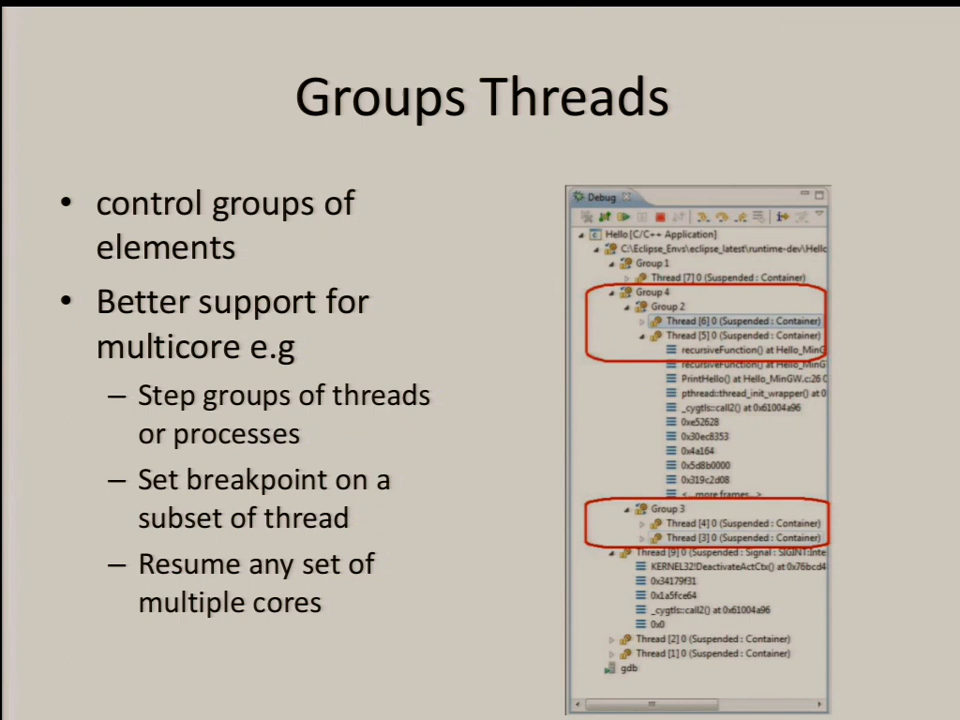 Groups Threads
• control groups of
elements
• Better support for
multicore e.g
– Step groups of threads
or processes
– Set breakpoint on a
subset of thread
– Resume any set of
multiple cores
Debug
Hello [C/C++ Application]
C:\Eclipse_Envs\eclipse_latest\runtime-dev\Hello
Group 1
Thread [7] 0 (Suspended : Container)
Group 4
Group 2
Thread [6] 0 (Suspended : Container)
Thread [5] 0 (Suspended : Container)
recursiveFunction() at Hello_MinG
recursiveFunction() at Hello_MinG
PrintHello() at Hello_MinGW.c:26 0
pthread::thread_init_wrapper() at 0
_cygtls::call2() at 0x61004a96
0xe52628
0x30ec8353
0x4a164
0x5d8b0000
0x319c2d08
<...more frames...>
Group 3
Thread [4] 0 (Suspended : Container)
Thread [3] 0 (Suspended : Container)
Thread [9] 0 (Suspended : Signal : SIGINT:Inte
KERNEL32!DeactivateActCtx() at 0x76bcd4
0x34179f31
0x1a5fce64
_cygtls::call2() at 0x61004a96
0x0
Thread [2] 0 (Suspended : Container)
Thread [1] 0 (Suspended : Container)
gdb